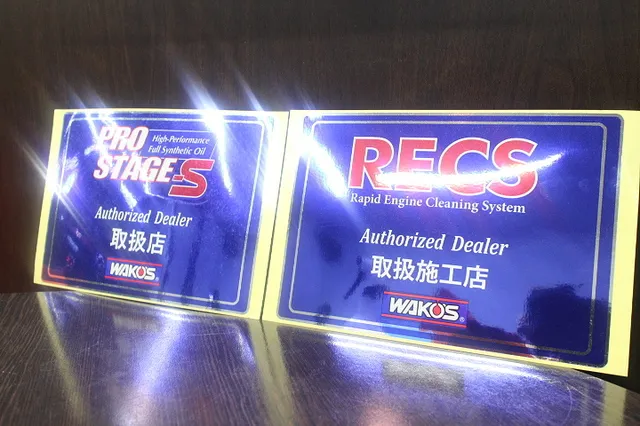 PRO
STAGE-S
High-Performance
Full Synthetic Oil
Authorized Dealer
取扱店
WAKO'S®
RECS
Rapid Engine Cleaning System
Authorized Dealer
取扱施工店
WAKO'S®